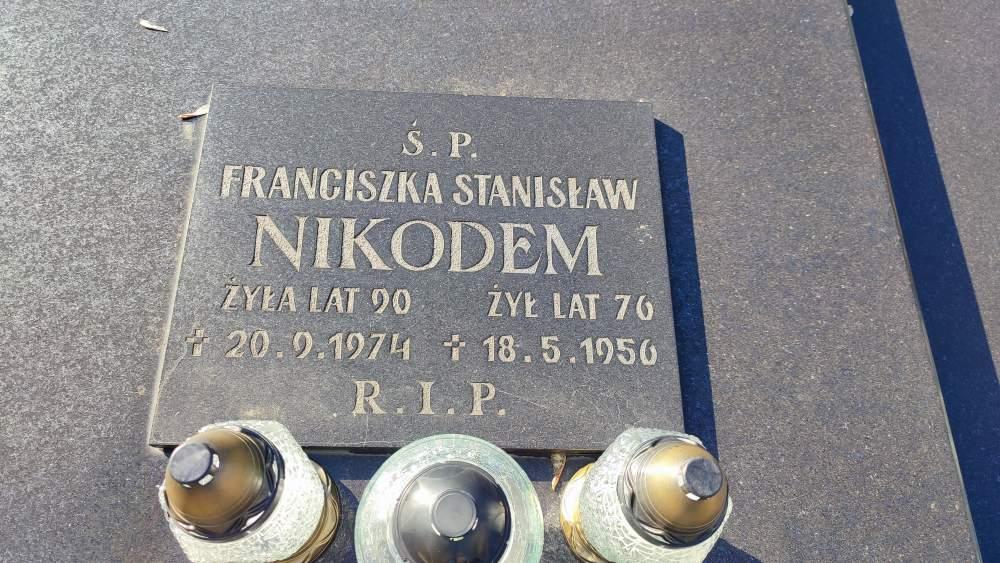 Ś. P.
FRANCISZKA STANISŁAW
NIKODEM
ŻYŁA LAT 90 ŻYŁ LAT 76
✝ 20.9.1974 ✝ 18.5.1956
R.I.P.